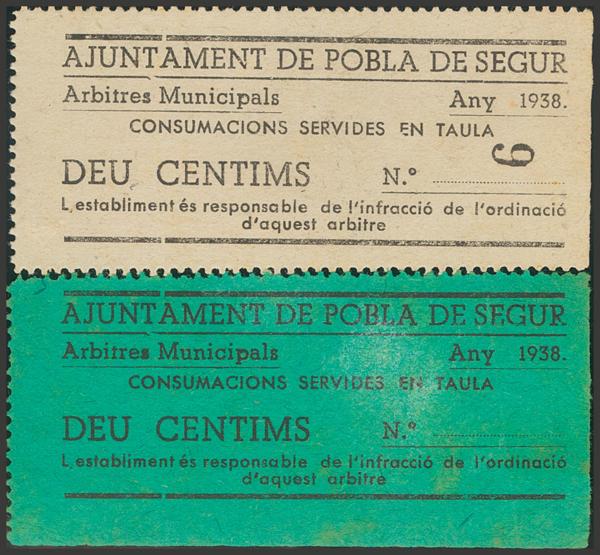 AJUNTAMENT DE POBLA DE SEGUR
Arbitres Municipals Any 1938.
CONSUMACIONS SERVIDES EN TAULA
DEU CENTIMS N.º 6
L,establiment és responsable de l'infracció de l'ordinació
d'aquest arbitre
AJUNTAMENT DE POBLA DE SEGUR
Arbitres Municipals Any 1938.
CONSUMACIONS SERVIDES EN TAULA
DEU CENTIMS N.º
L,establiment és responsable de l'infracció de l'ordinació
d'aquest arbitre